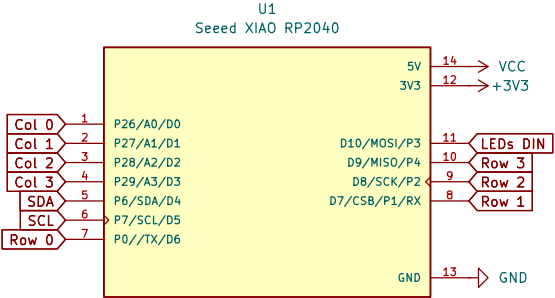 U1
Seeed XIAO RP2040
5V 14 VCC
3V3 12 +3V3
Col 0 1 P26/A0/D0
Col 1 2 P27/A1/D1 D10/MOSI/P3 11 LEDs DIN
Col 2 3 P28/A2/D2 D9/MISO/P4 10 Row 3
Col 3 4 P29/A3/D3 D8/SCK/P2 9 Row 2
SDA 5 P6/SDA/D4 D7/CSB/P1/RX 8 Row 1
SCL 6 P7/SCL/D5
Row 0 7 P0//TX/D6
GND 13 GND